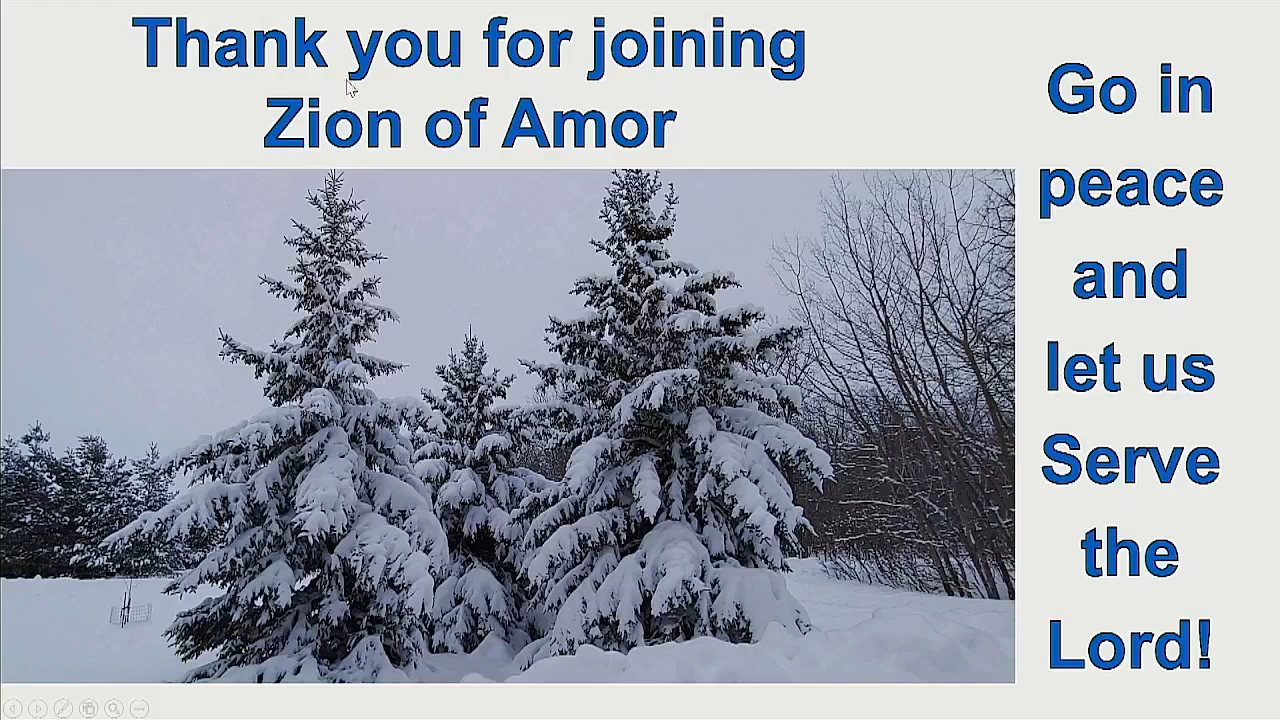 Thank you for joining
Zion of Amor
Go in
peace
and
let us
Serve
the
Lord!